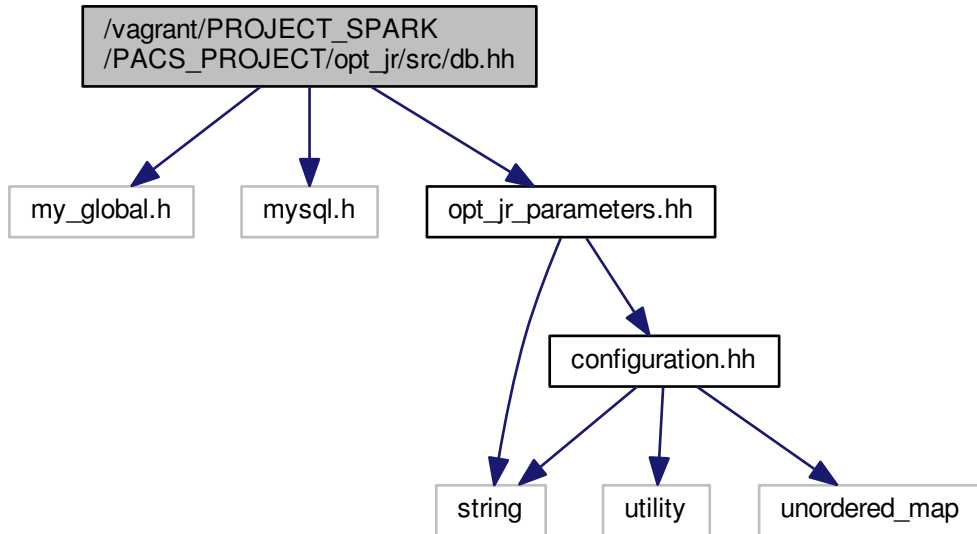 /vagrant/PROJECT_SPARK
/PACS_PROJECT/opt_jr/src/db.hh
my_global.h
mysql.h
opt_jr_parameters.hh
configuration.hh
string
utility
unordered_map